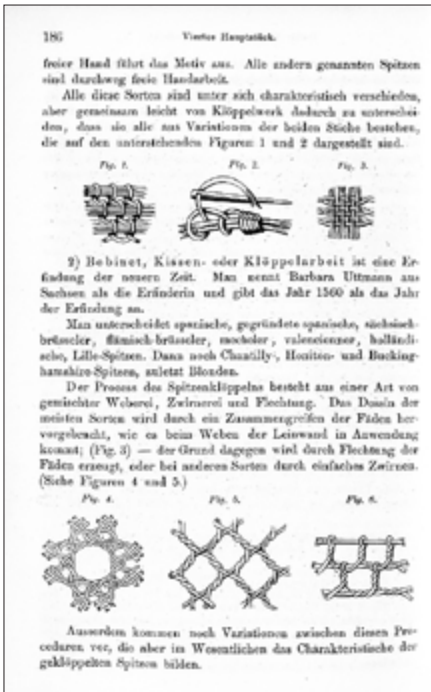 186
Viertes Hauptstück.
freier Hand führt das Motiv aus. Alle andern genannten Spitzen
sind durchweg freie Handarbeit.
Alle diese Sorten sind unter sich charakteristisch verschieden,
aber gemeinsam leicht von Klöppelwerk dadurch zu unterschei-
den, dass sie alle aus Variationen der beiden Stiche bestehen,
die auf den untenstehenden Figuren 1 und 2 dargestellt sind.
Fig. 1. Fig. 2. Fig. 3.
2) Bobinet, Kissen- oder Klöppelarbeit ist eine Er-
findung der neuern Zeit. Man nennt Barbara Uttmann aus
Sachsen als die Erfinderin und gibt das Jahr 1560 als das Jahr
der Erfindung an.
Man unterscheidet spanische, gegründete spanische, sächsisch-
brüsseler, flämisch-brüsseler, mecheler, valencienner, holländi-
sche, Lille-Spitzen. Dann noch Chantilly-, Honiton- und Bucking-
hamshire-Spitzen, zuletzt Blonden.
Der Process des Spitzenklöppelns besteht aus einer Art von
gemischter Weberei, Zwirnerei und Flechtung. Das Dessin der
meisten Sorten wird durch ein Zusammengreifen der Fäden her-
vorgebracht, wie es beim Weben der Leinwand in Anwendung
kommt; (Fig. 3) — der Grund dagegen wird durch Flechtung der
Fäden erzeugt, oder bei anderen Sorten durch einfaches Zwirnen.
(Siehe Figuren 4 und 5.)
Fig. 4. Fig. 5. Fig. 6.
Ausserdem kommen noch Variationen zwischen diesen Pro-
ceduren vor, die aber im Wesentlichen das Charakteristische der
geklöppelten Spitzen bilden.